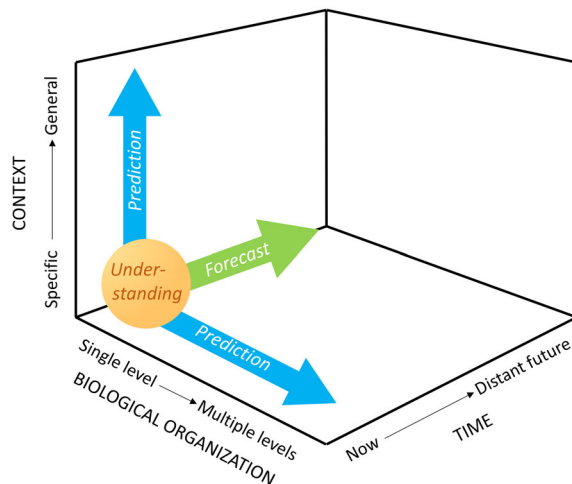 CONTEXT
Specific
General
Prediction
Under-
standing
Forecast
Prediction
Single level
Multiple levels
BIOLOGICAL ORGANIZATION
Now
Distant future
TIME